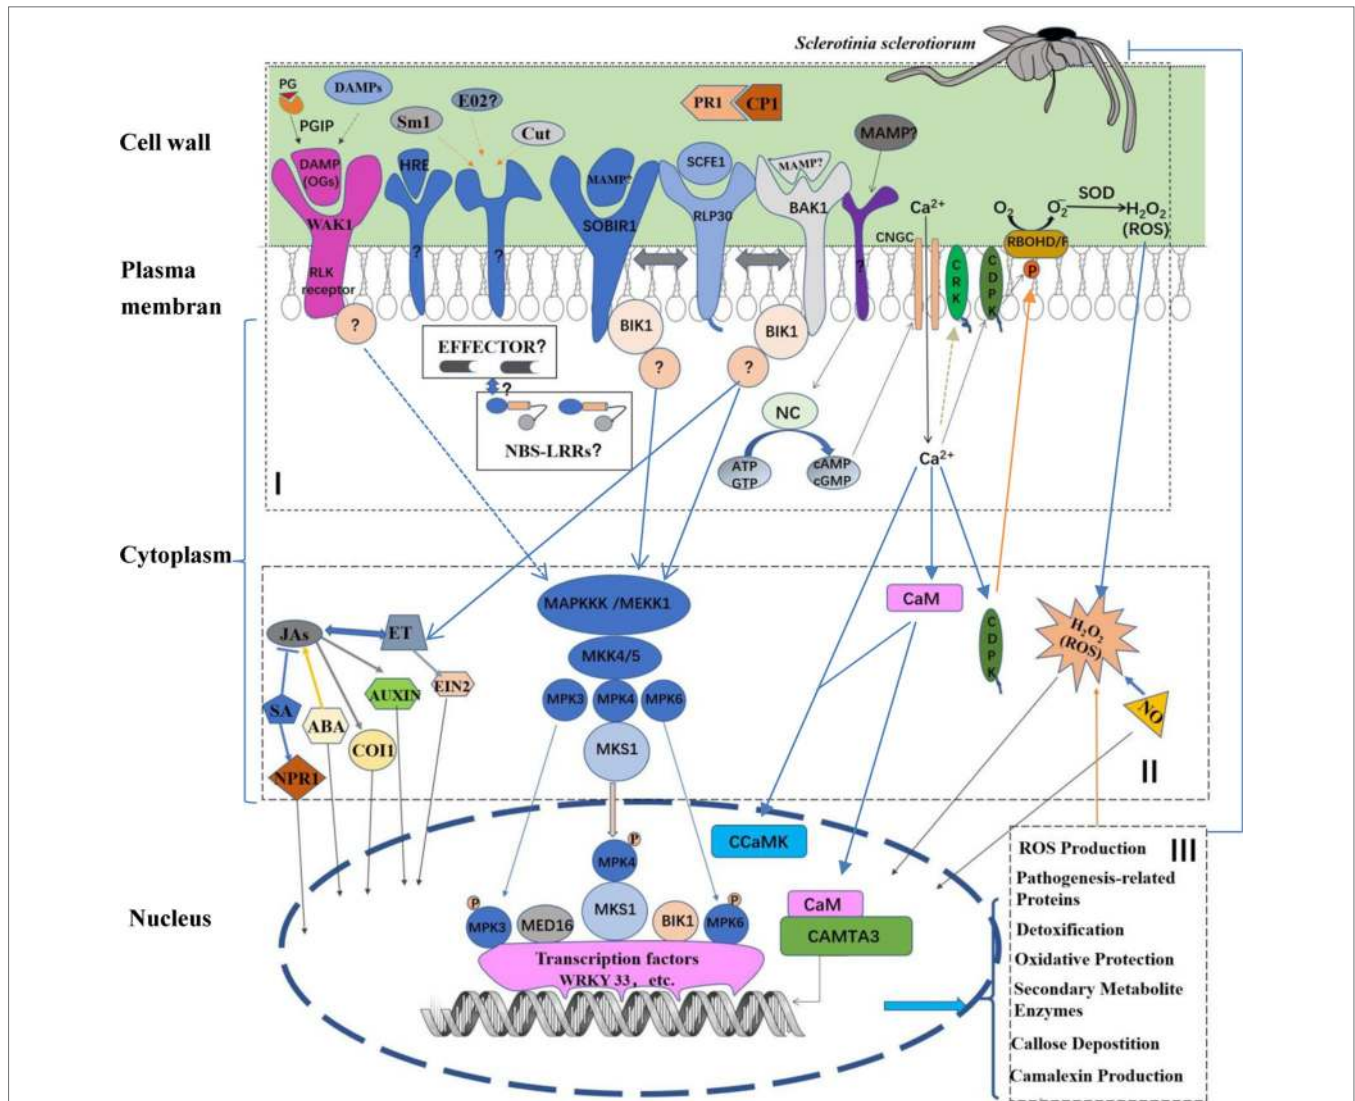 Sclerotinia sclerotiorum
PG
DAMPs
PGIP
Sm1
E02?
Cut
PR1
CP1
MAMP?
Cell wall
DAMP
(OGs)
HRE
MAMP?
SCFE1
MAMP?
WAK1
SOBIR1
RLP30
BAK1
Ca²⁺
CNGC
O₂
O₂⁻
SOD
H₂O₂
(ROS)
RBOHD/F
P
Plasma
membran
RLK
receptor
?
?
?
C
R
K
C
D
P
K
?
BIK1
BIK1
?
?
EFFECTOR?
?
NBS-LRRs?
NC
ATP
GTP
cAMP
cGMP
Ca²⁺
I
Cytoplasm
MAPKKK /MEKK1
MKK4/5
MPK3
MPK4
MPK6
MKS1
CaM
C
D
P
K
H₂O₂
(ROS)
NO
II
JAs
ET
AUXIN
EIN2
SA
ABA
COI1
NPR1
CCaMK
P
MPK4
MKS1
P
MPK3
MED16
BIK1
P
MPK6
CaM
CAMTA3
Nucleus
Transcription factors
WRKY 33, etc.
III
ROS Production
Pathogenesis-related
Proteins
Detoxification
Oxidative Protection
Secondary Metabolite
Enzymes
Callose Depostition
Camalexin Production